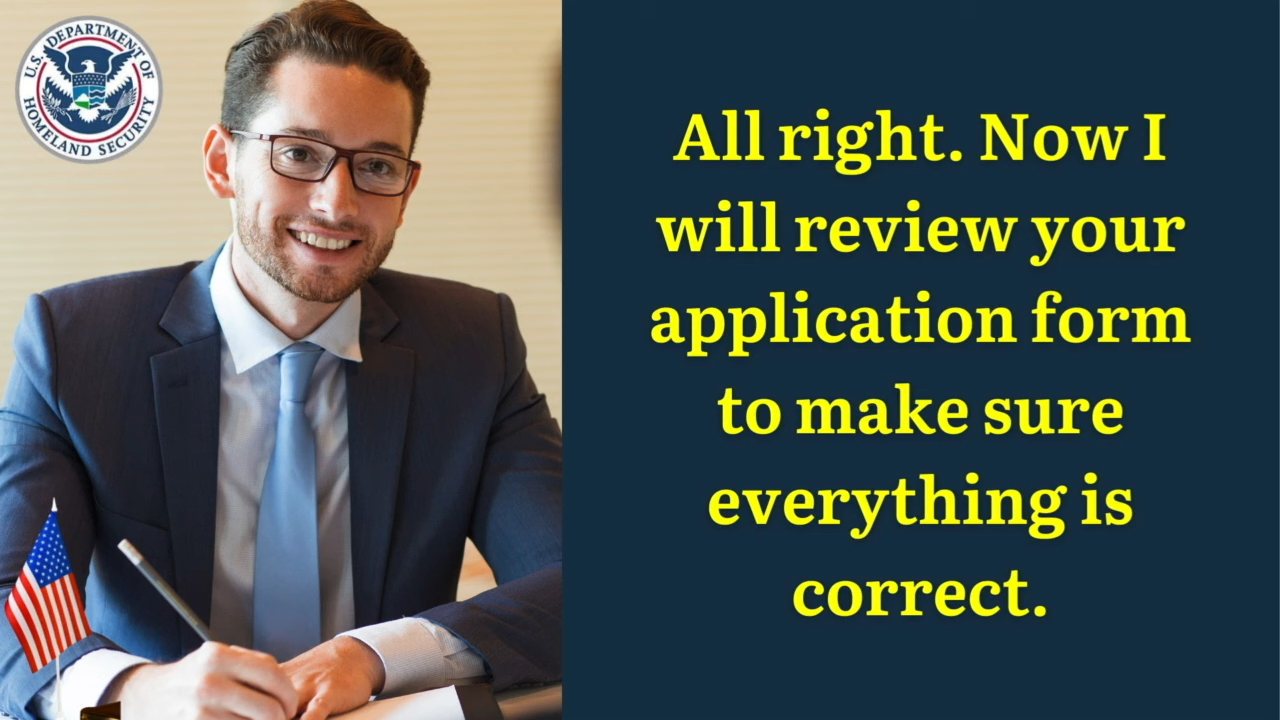 U.S. DEPARTMENT OF
HOMELAND SECURITY
All right. Now I
will review your
application form
to make sure
everything is
correct.